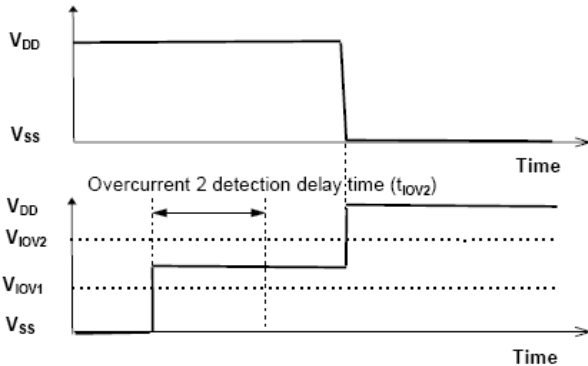 VDD
VSS
Time
Overcurrent 2 detection delay time (tIOV2)
VDD
VIOV2
VIOV1
VSS
Time